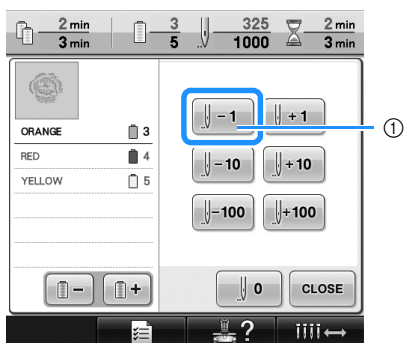 2 min 3 325 2 min
3 min 5 1000 3 min
ORANGE 3
RED 4
YELLOW 5
− 1 + 1 ①
− 10 + 10
−100 +100
− +
0 CLOSE
?